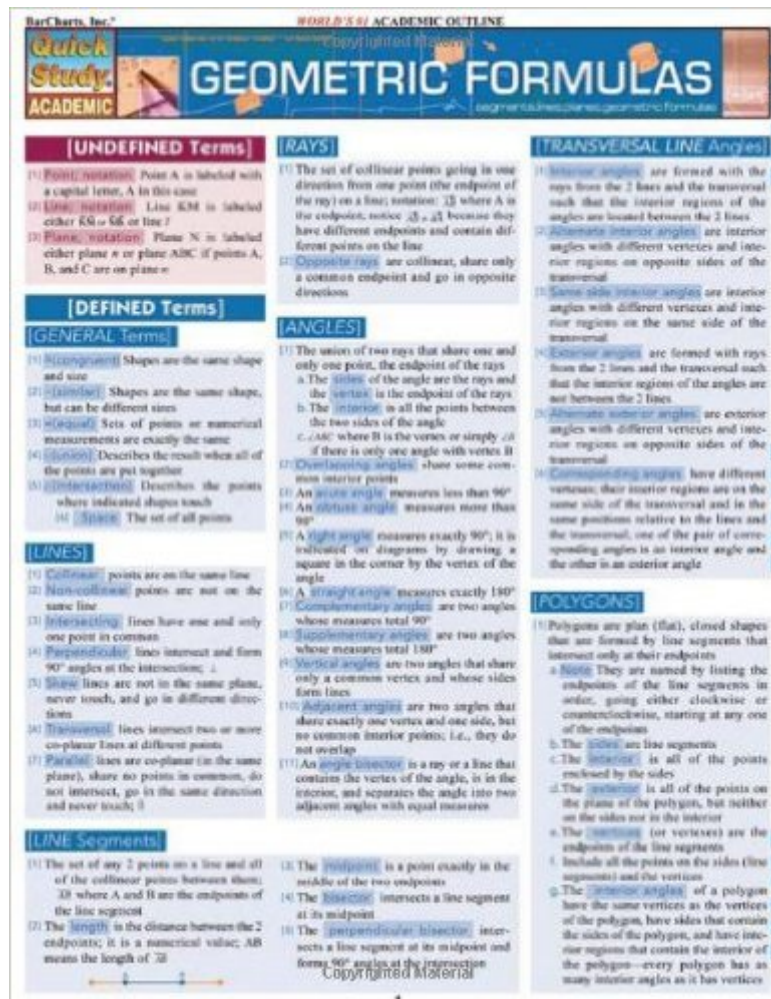 BarCharts, Inc.®
WORLD'S #1 ACADEMIC OUTLINE
Copyrighted Material
Quick
Study.
ACADEMIC
GEOMETRIC FORMULAS
segments,lines,planes,geometric formulas
[UNDEFINED Terms]
[1] Point; notation: Point A is labeled with
a capital letter, A in this case
[2] Line; notation: Line KM is labeled
either KM or MK or line l
[3] Plane; notation: Plane N is labeled
either plane n or plane ABC if points A,
B, and C are on plane n
[DEFINED Terms]
[GENERAL Terms]
[1] ≅(congruent) Shapes are the same shape
and size
[2] ~(similar) Shapes are the same shape,
but can be different sizes
[3] =(equal) Sets of points or numerical
measurements are exactly the same
[4] ∪(union) Describes the result when all of
the points are put together
[5] ∩(intersection) Describes the points
where indicated shapes touch
[6] Space The set of all points
[LINES]
[1] Collinear points are on the same line
[2] Non-collinear points are not on the
same line
[3] Intersecting lines have one and only
one point in common
[4] Perpendicular lines intersect and form
90° angles at the intersection; ⊥
[5] Skew lines are not in the same plane,
never touch, and go in different direc-
tions
[6] Transversal lines intersect two or more
co-planar lines at different points
[7] Parallel lines are co-planar (in the same
plane), share no points in common, do
not intersect, go in the same direction
and never touch; ∥
[LINE Segments]
[1] The set of any 2 points on a line and all
of the collinear points between them;
AB where A and B are the endpoints of
the line segment
[2] The length is the distance between the 2
endpoints; it is a numerical value; AB
means the length of AB
[3] The midpoint is a point exactly in the
middle of the two endpoints
[4] The bisector intersects a line segment
at its midpoint
[5] The perpendicular bisector inter-
sects a line segment at its midpoint and
forms 90° angles at the intersection
Copyrighted Material
[RAYS]
[1] The set of collinear points going in one
direction from one point (the endpoint of
the ray) on a line; notation: AB where A is
the endpoint; notice AB ≠ BA because they
have different endpoints and contain dif-
ferent points on the line
[2] Opposite rays are collinear, share only
a common endpoint and go in opposite
directions
[ANGLES]
[1] The union of two rays that share one and
only one point, the endpoint of the rays
a. The sides of the angle are the rays and
the vertex is the endpoint of the rays
b. The interior is all the points between
the two sides of the angle
c. ∠ABC where B is the vertex or simply ∠B
if there is only one angle with vertex B
[2] Overlapping angles share some com-
mon interior points
[3] An acute angle measures less than 90°
[4] An obtuse angle measures more than
90°
[5] A right angle measures exactly 90°; it is
indicated on diagrams by drawing a
square in the corner by the vertex of the
angle
[6] A straight angle measures exactly 180°
[7] Complementary angles are two angles
whose measures total 90°
[8] Supplementary angles are two angles
whose measures total 180°
[9] Vertical angles are two angles that share
only a common vertex and whose sides
form lines
[10] Adjacent angles are two angles that
share exactly one vertex and one side, but
no common interior points; i.e., they do
not overlap
[11] An angle bisector is a ray or a line that
contains the vertex of the angle, is in the
interior, and separates the angle into two
adjacent angles with equal measures
[TRANSVERSAL LINE Angles]
[1] Interior angles are formed with the
rays from the 2 lines and the transversal
such that the interior regions of the
angles are located between the 2 lines
[2] Alternate interior angles are interior
angles with different vertexes and inte-
rior regions on opposite sides of the
transversal
[3] Same side interior angles are interior
angles with different vertexes and inte-
rior regions on the same side of the
transversal
[4] Exterior angles are formed with rays
from the 2 lines and the transversal such
that the interior regions of the angles are
not between the 2 lines
[5] Alternate exterior angles are exterior
angles with different vertexes and inte-
rior regions on opposite sides of the
transversal
[6] Corresponding angles have different
vertexes; their interior regions are on the
same side of the transversal and in the
same positions relative to the lines and
the transversal; one of the pair of corre-
sponding angles is an interior angle and
the other is an exterior angle
[POLYGONS]
[1] Polygons are plan (flat), closed shapes
that are formed by line segments that
intersect only at their endpoints
a. Note They are named by listing the
endpoints of the line segments in
order, going either clockwise or
counterclockwise, starting at any one
of the endpoints
b. The sides are line segments
c. The interior is all of the points
enclosed by the sides
d. The exterior is all of the points on
the plane of the polygon, but neither
on the sides nor in the interior
e. The vertices (or vertexes) are the
endpoints of the line segments
f. Include all the points on the sides (line
segments) and the vertices
g. The interior angles of a polygon
have the same vertices as the vertices
of the polygon, have sides that contain
the sides of the polygon, and have inte-
rior regions that contain the interior of
the polygon—every polygon has as
many interior angles as it has vertices